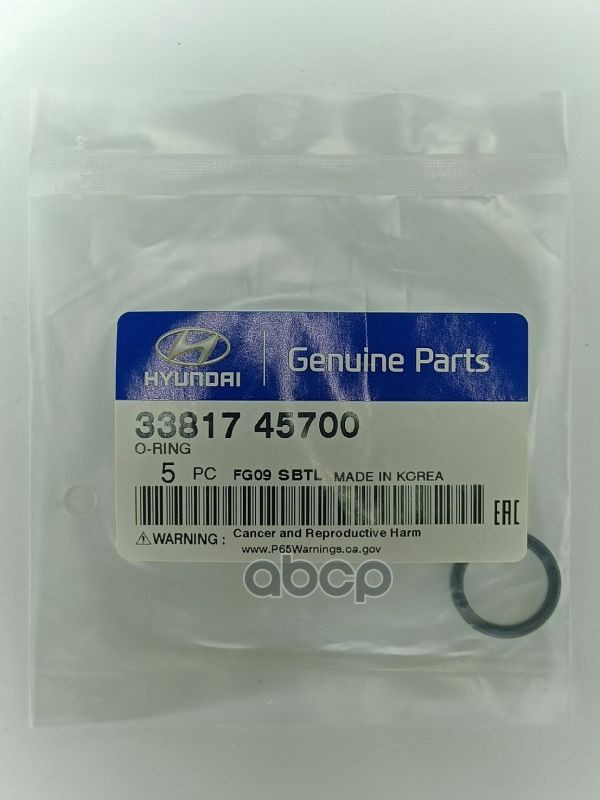 HYUNDAI
Genuine Parts
33817 45700
O-RING
5 PC FG09 SBTL MADE IN KOREA
EAC
⚠WARNING : Cancer and Reproductive Harm
www.P65Warnings.ca.gov
abcp